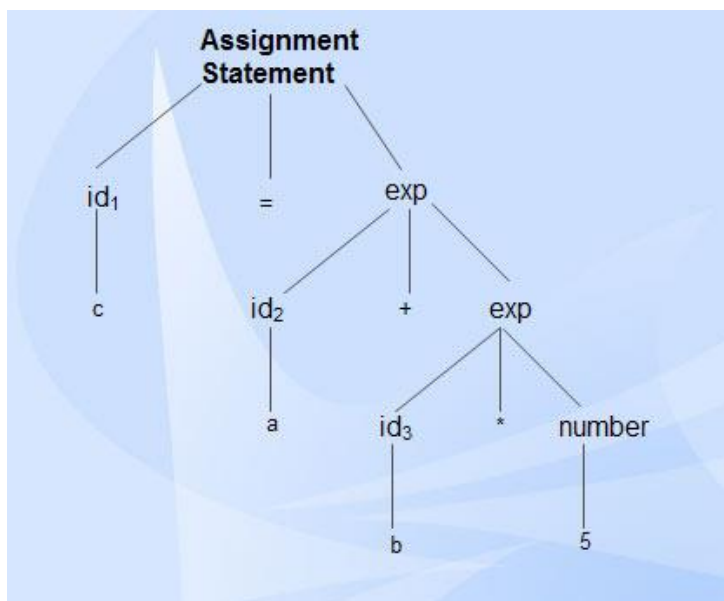 Assignment
Statement
id₁ = exp
c id₂ + exp
a id₃ * number
b 5